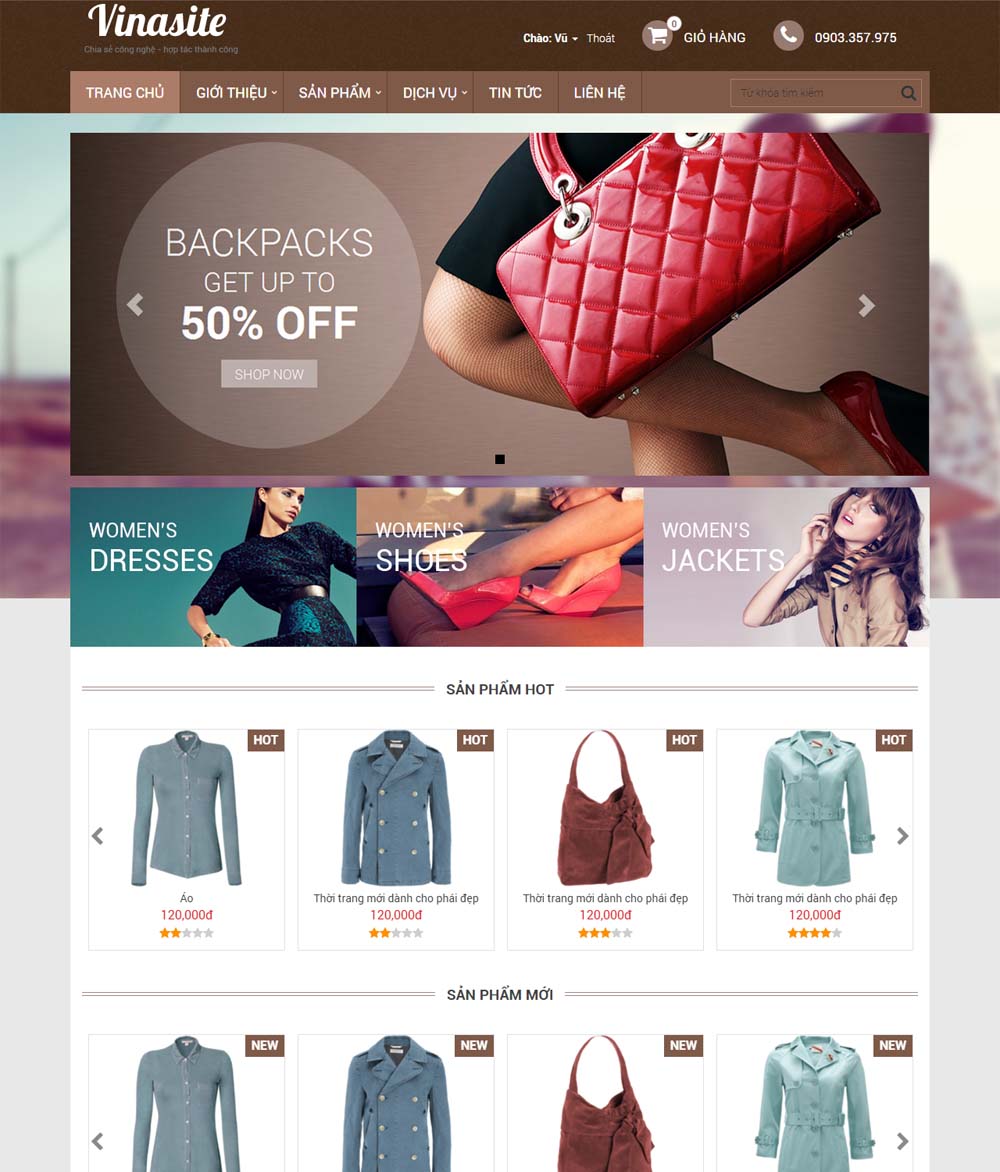 Vinasite
Chia sẻ công nghệ - hợp tác thành công
Chào: Vũ Thoát
0
GIỎ HÀNG
0903.357.975
TRANG CHỦ GIỚI THIỆU SẢN PHẨM DỊCH VỤ TIN TỨC LIÊN HỆ
Từ khóa tìm kiếm
BACKPACKS
GET UP TO
50% OFF
SHOP NOW
WOMEN'S
DRESSES
WOMEN'S
SHOES
WOMEN'S
JACKETS
SẢN PHẨM HOT
HOT
Áo
120,000đ
HOT
Thời trang mới dành cho phái đẹp
120,000đ
HOT
Thời trang mới dành cho phái đẹp
120,000đ
HOT
Thời trang mới dành cho phái đẹp
120,000đ
SẢN PHẨM MỚI
NEW
NEW
NEW
NEW